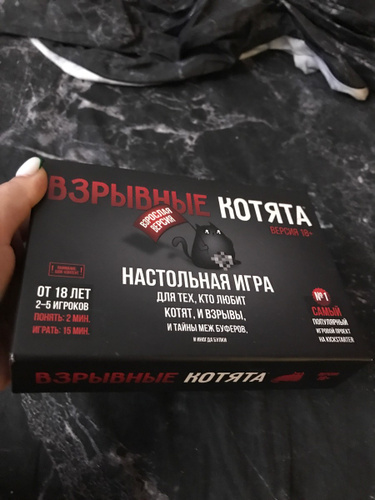 ВЗРЫВНЫЕ КОТЯТА
ВЕРСИЯ 18+
ВЗРОСЛАЯ
ВЕРСИЯ
НАСТОЛЬНАЯ ИГРА
ДЛЯ ТЕХ, КТО ЛЮБИТ
КОТЯТ, И ВЗРЫВЫ,
И ТАЙНЫ МЕЖ БУФЕРОВ,
И ИНОГДА БУЛКИ
ОТ 18 ЛЕТ
2–5 ИГРОКОВ
ПОНЯТЬ: 2 МИН.
ИГРАТЬ: 15 МИН.
№1
САМЫЙ
ПОПУЛЯРНЫЙ
ИГРОВОЙ ПРОЕКТ
НА KICKSTARTER
ВЗРЫВНЫЕ КОТЯТА